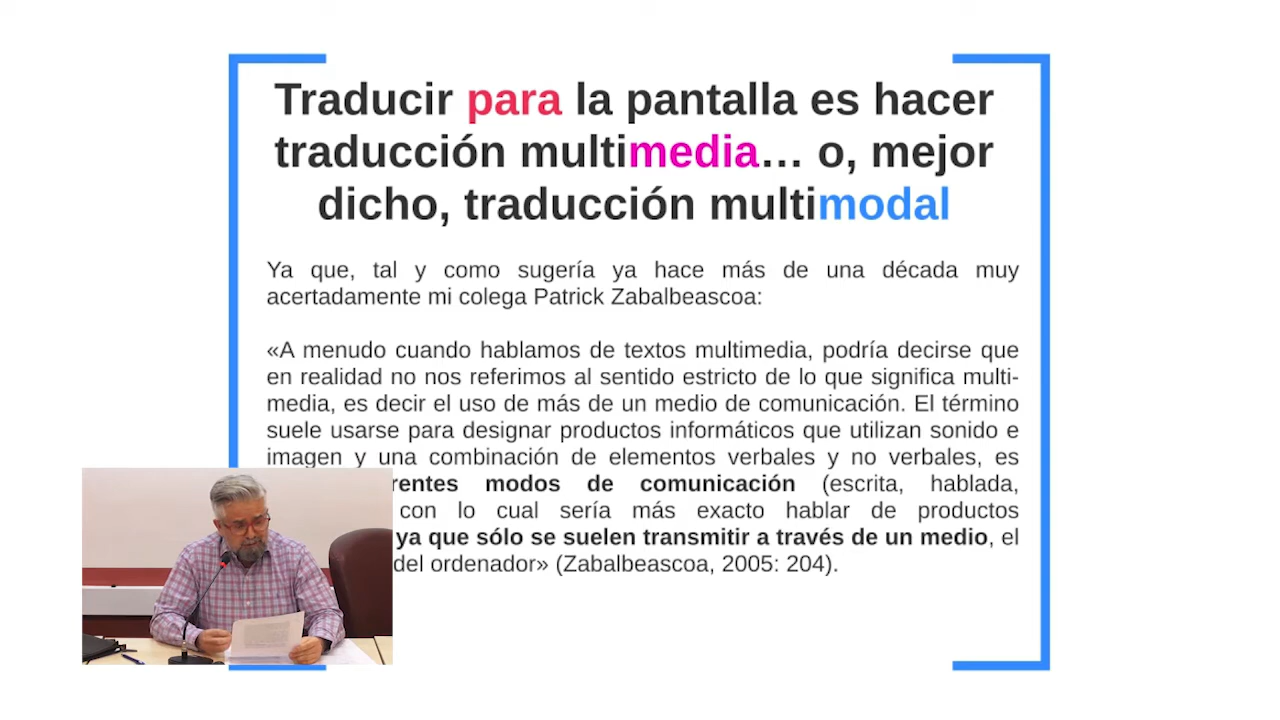 Traducir para la pantalla es hacer
traducción multimedia… o, mejor
dicho, traducción multimodal
Ya que, tal y como sugería ya hace más de una década muy
acertadamente mi colega Patrick Zabalbeascoa:
«A menudo cuando hablamos de textos multimedia, podría decirse que
en realidad no nos referimos al sentido estricto de lo que significa multi-
media, es decir el uso de más de un medio de comunicación. El término
suele usarse para designar productos informáticos que utilizan sonido e
imagen y una combinación de elementos verbales y no verbales, es
rentes modos de comunicación (escrita, hablada,
con lo cual sería más exacto hablar de productos
ya que sólo se suelen transmitir a través de un medio, el
del ordenador» (Zabalbeascoa, 2005: 204).